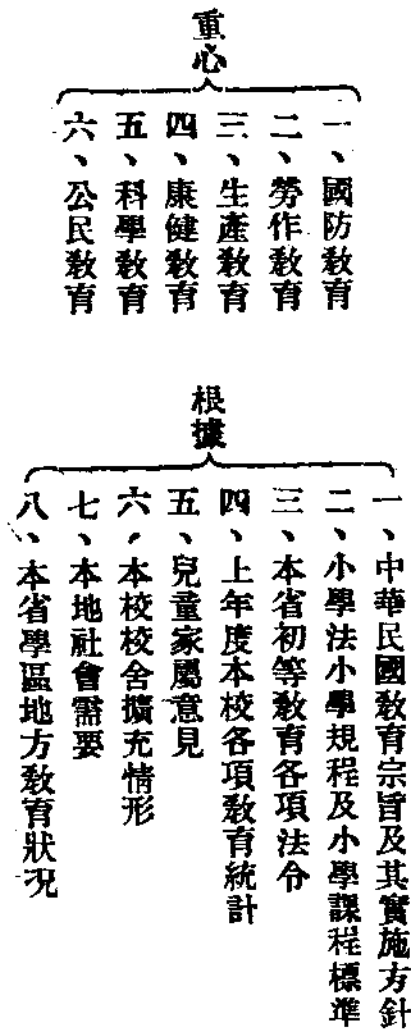 重心
一、國防教育
二、勞作教育
三、生產教育
四、康健教育
五、科學教育
六、公民教育
根據
一、中華民國教育宗旨及其實施方針
二、小學法小學規程及小學課程標準
三、本省初等教育各項法令
四、上年度本校各項教育統計
五、兒童家屬意見
六、本校校舍擴充情形
七、本地社會需要
八、本省學區地方教育狀況